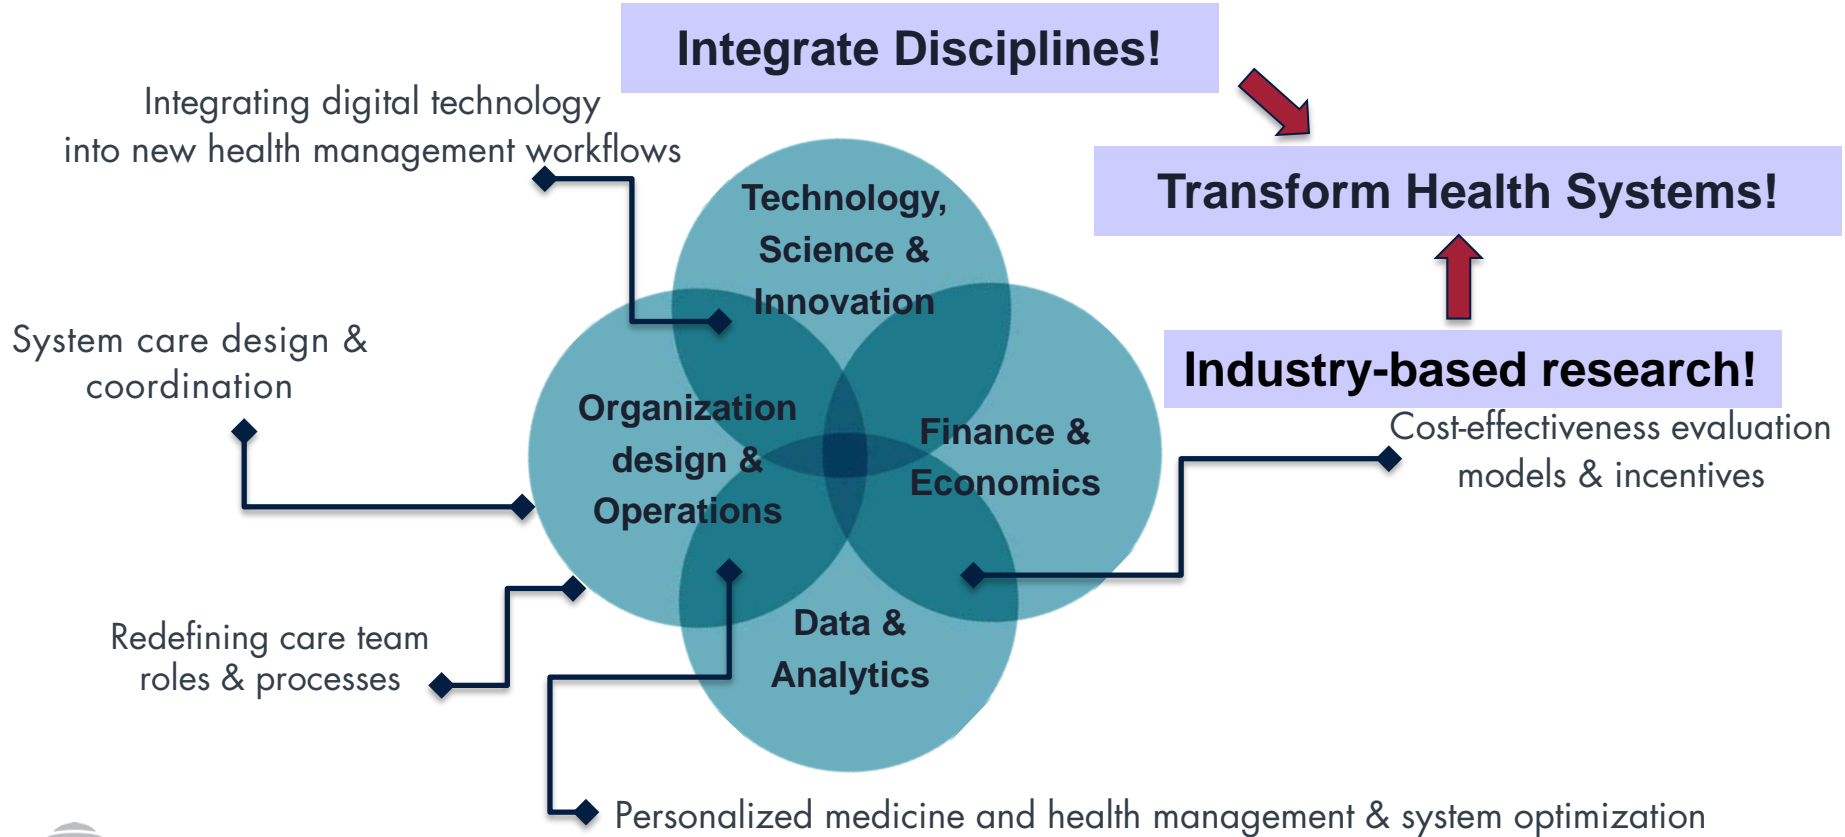 Integrate Disciplines!
Integrating digital technology
into new health management workflows
Transform Health Systems!
Technology,
Science &
Innovation
System care design &
coordination
Industry-based research!
Organization
design &
Operations
Finance &
Economics
Cost-effectiveness evaluation
models & incentives
Redefining care team
roles & processes
Data &
Analytics
Personalized medicine and health management & system optimization